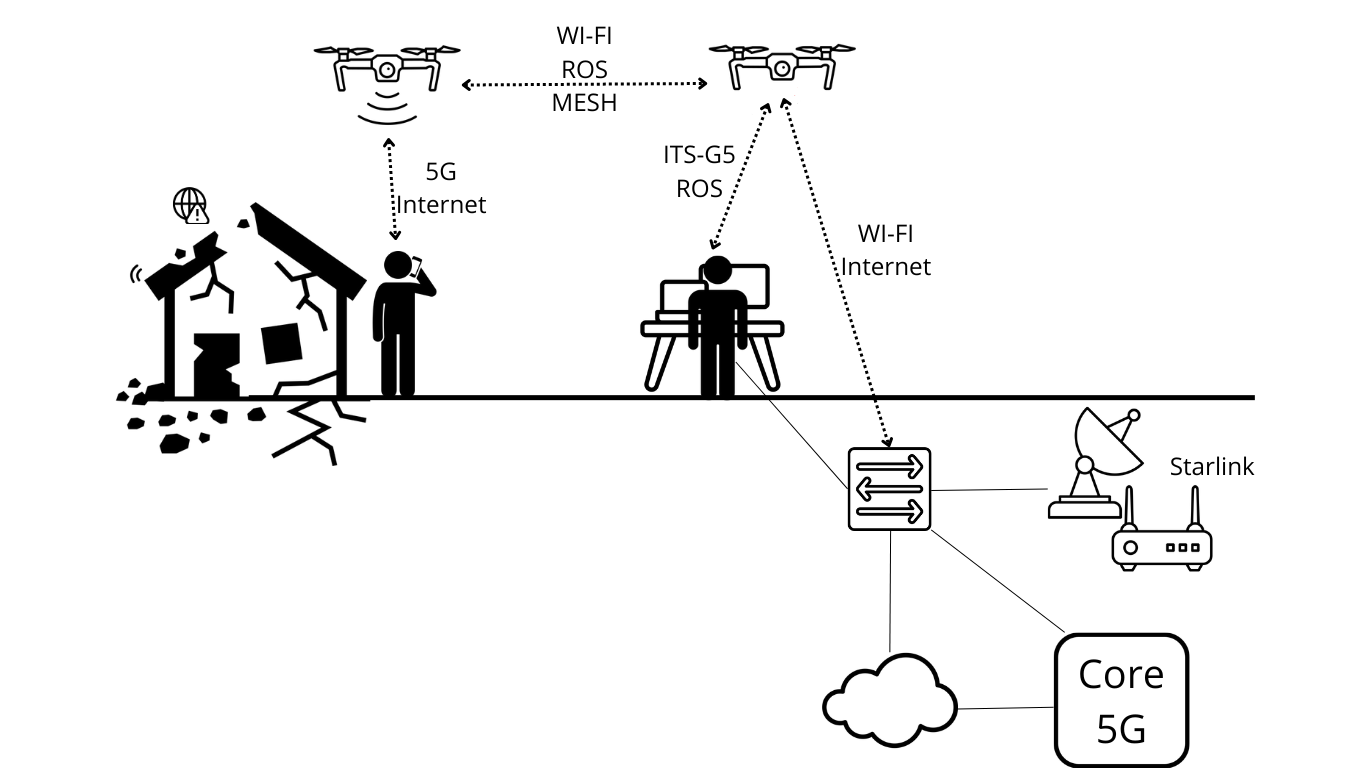 WI-FI
ROS
MESH
5G
Internet
ITS-G5
ROS
WI-FI
Internet
Starlink
Core
5G